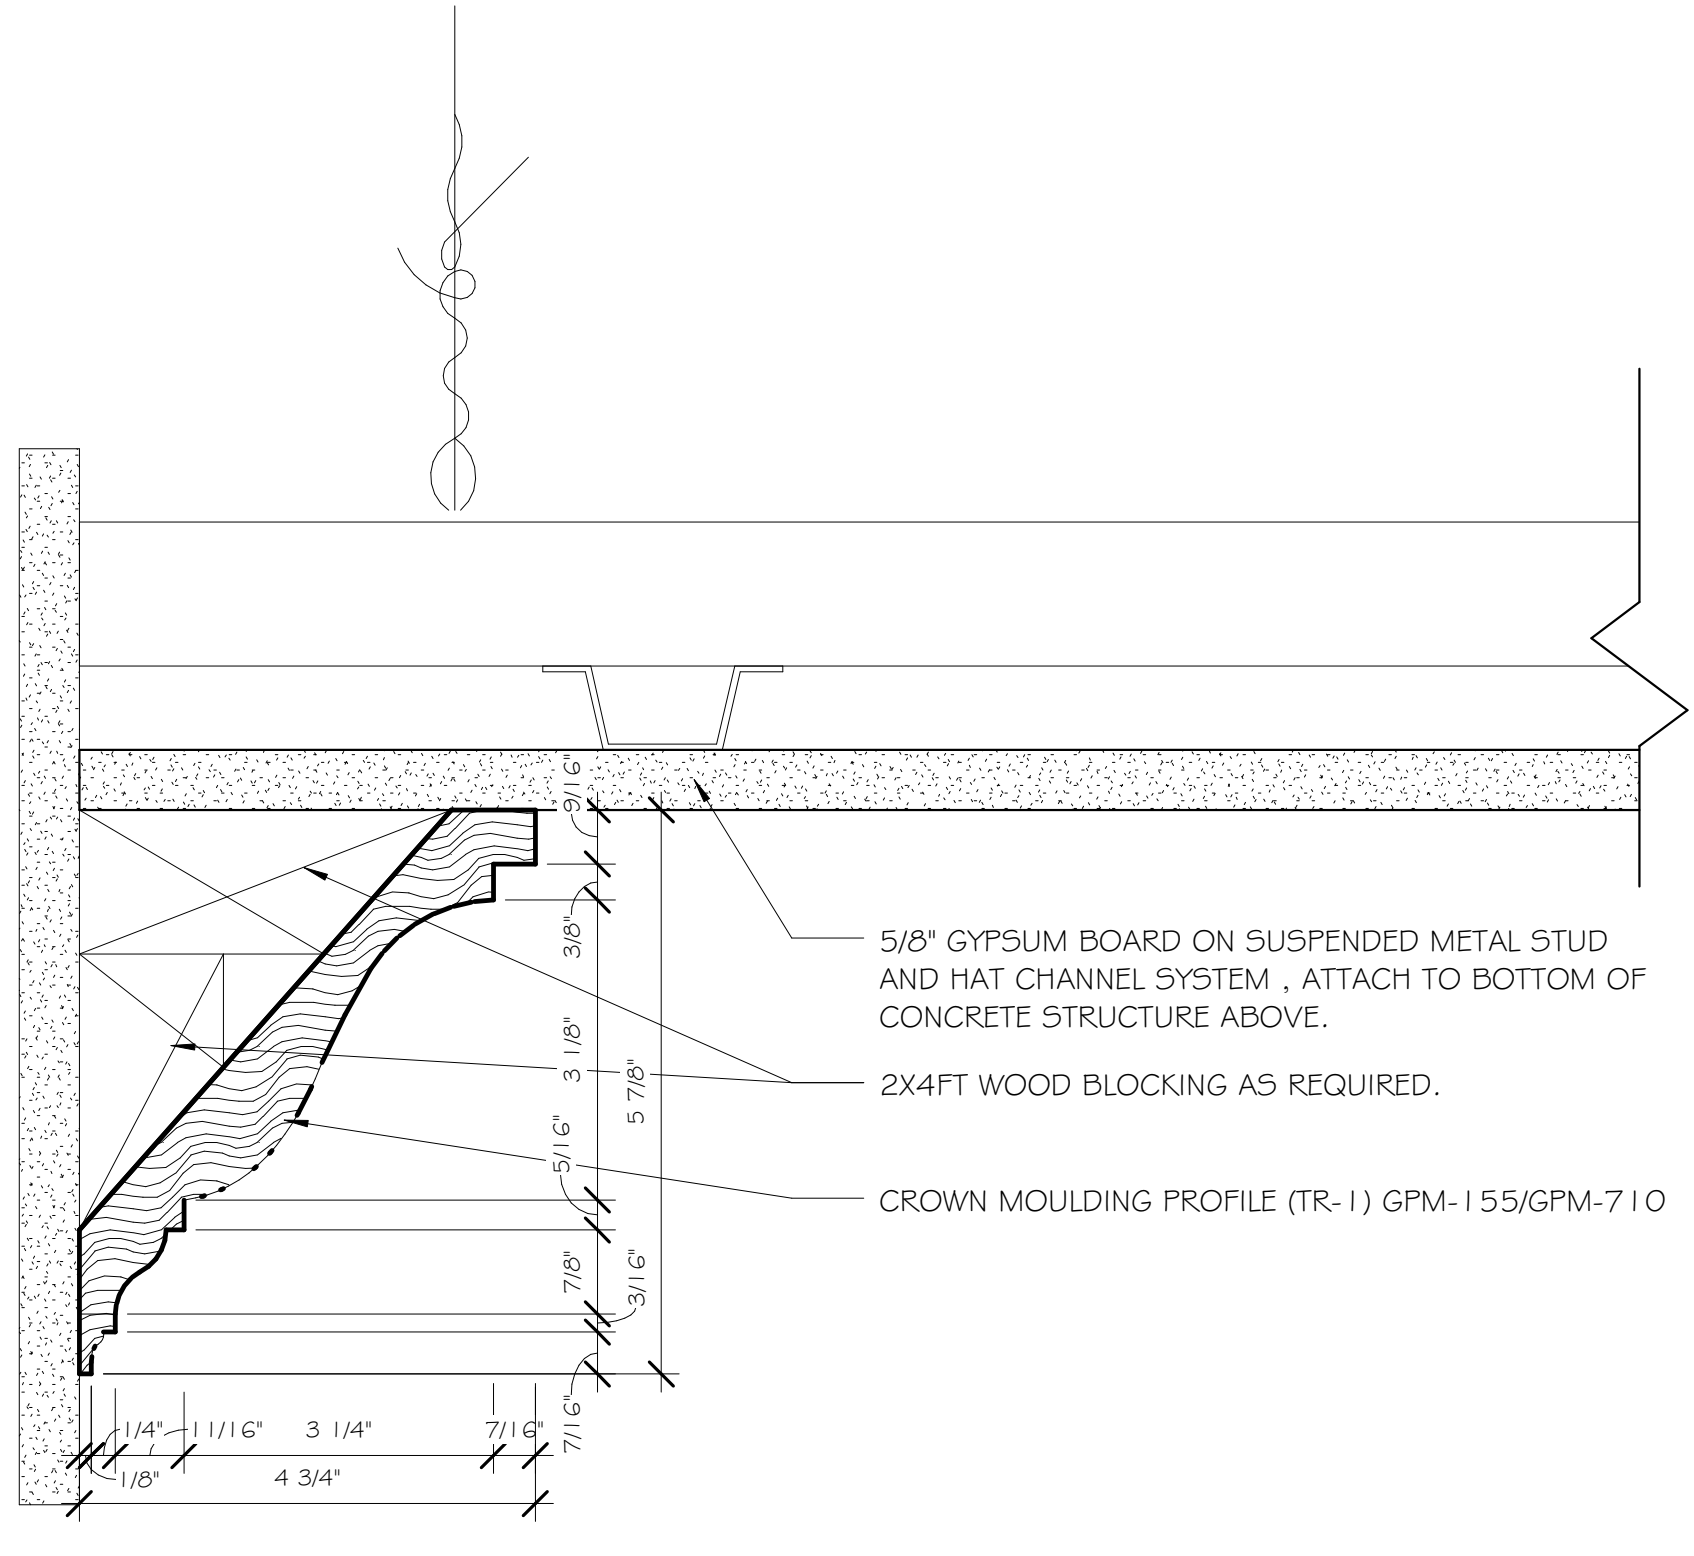 9/16"
3/8"
3 1/8"
5 7/8"
5/16"
7/8"
3/16"
7/16"
5/8" GYPSUM BOARD ON SUSPENDED METAL STUD
AND HAT CHANNEL SYSTEM , ATTACH TO BOTTOM OF
CONCRETE STRUCTURE ABOVE.
2X4FT WOOD BLOCKING AS REQUIRED.
CROWN MOULDING PROFILE (TR-1) GPM-155/GPM-710
1/4" 11/16" 3 1/4" 7/16"
1/8" 4 3/4"